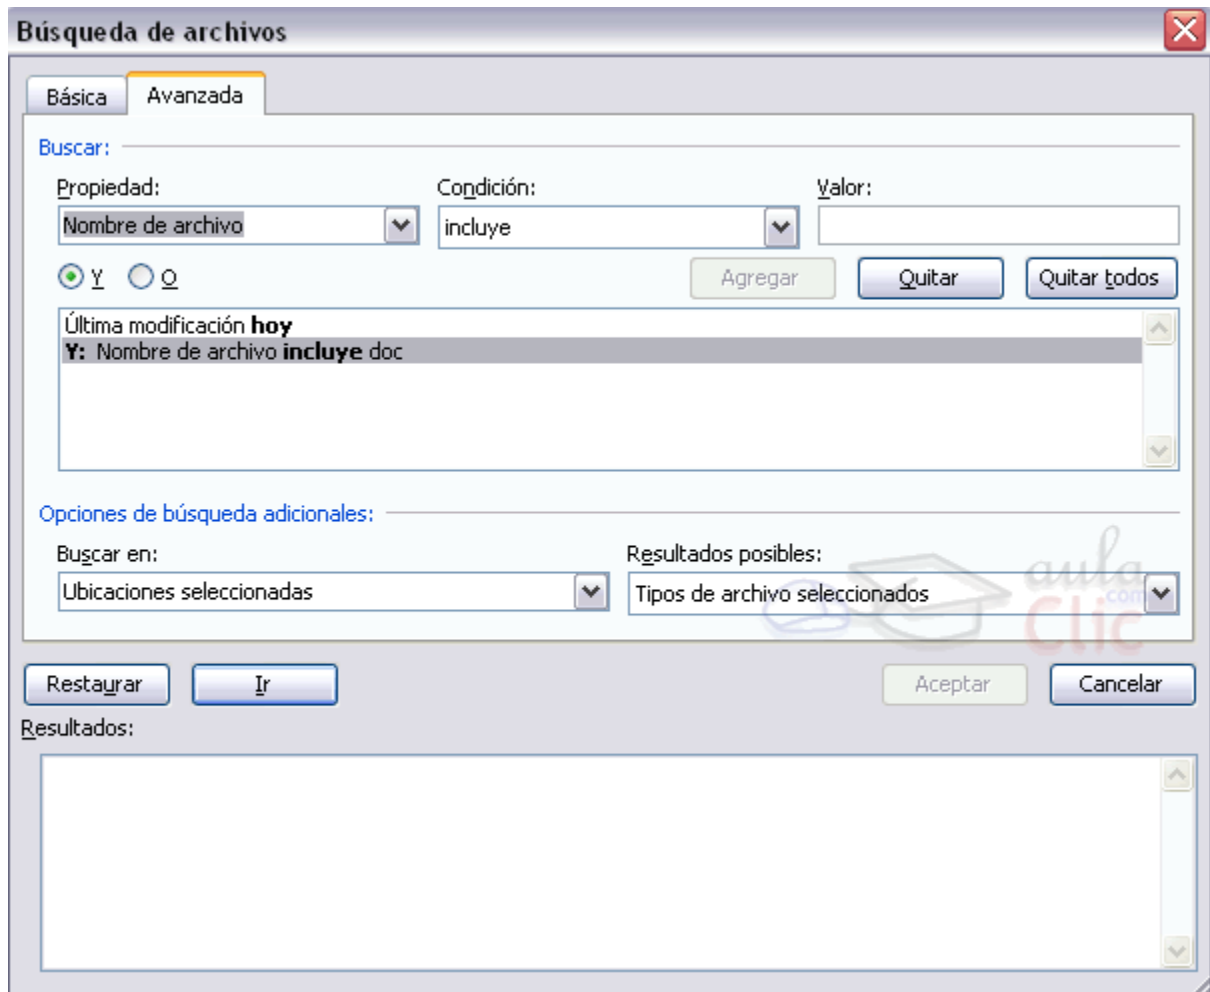 Búsqueda de archivos
Básica Avanzada
Buscar:
Propiedad: Condición: Valor:
Nombre de archivo incluye
Y O Agregar Quitar Quitar todos
Última modificación hoy
Y: Nombre de archivo incluye doc
Opciones de búsqueda adicionales:
Buscar en: Resultados posibles:
Ubicaciones seleccionadas Tipos de archivo seleccionados
aula
.com
Clic
Restaurar Ir Aceptar Cancelar
Resultados: